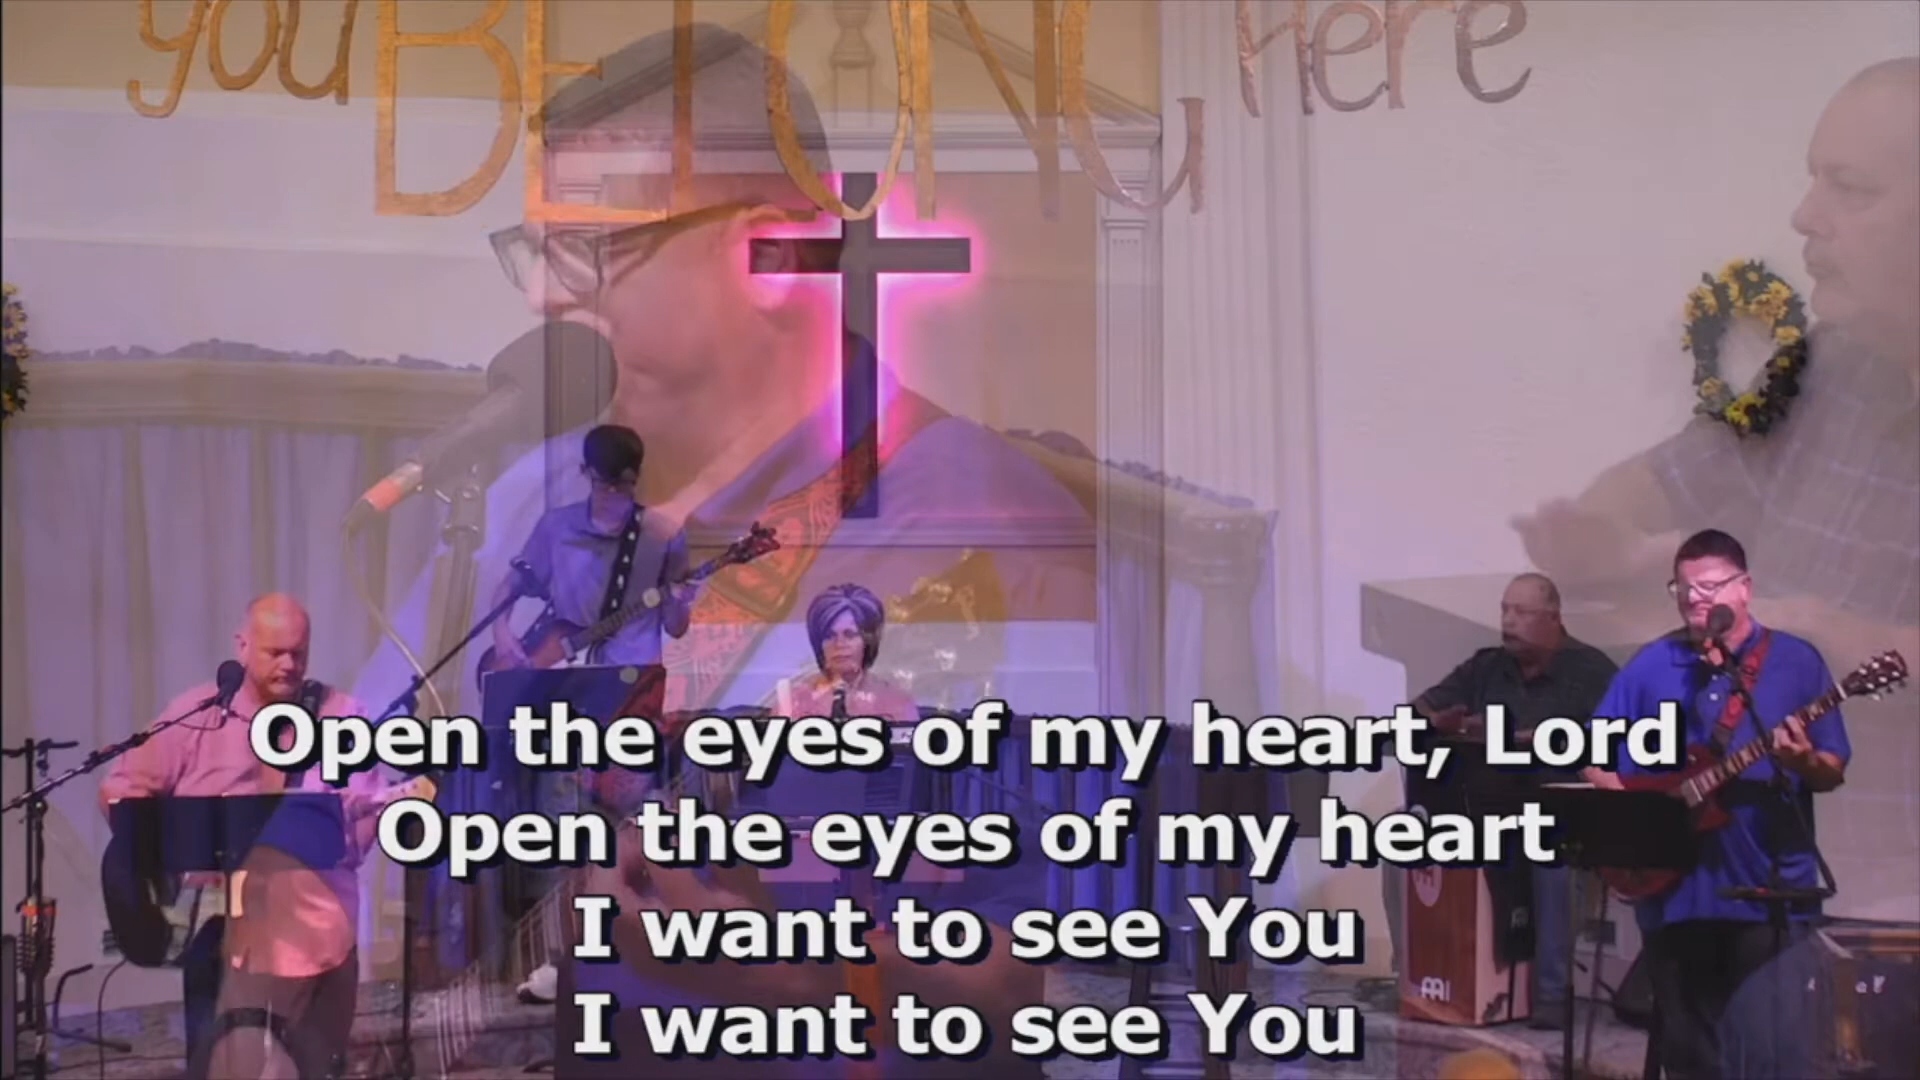 you BELONG Here
Open the eyes of my heart, Lord
Open the eyes of my heart
I want to see You
I want to see You